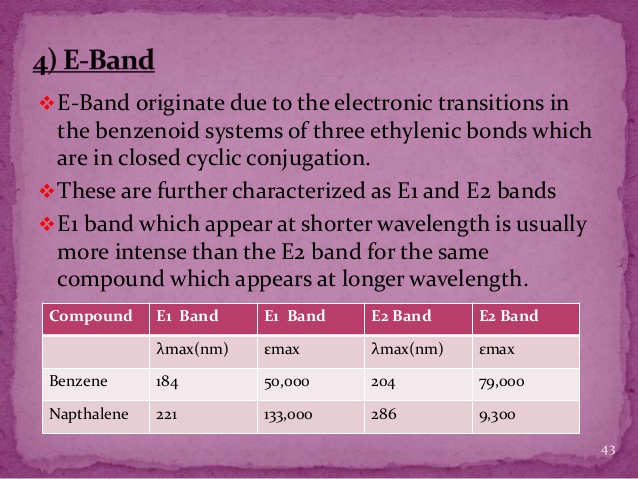 4) E-Band
❖E-Band originate due to the electronic transitions in
the benzenoid systems of three ethylenic bonds which
are in closed cyclic conjugation.
❖These are further characterized as E1 and E2 bands
❖E1 band which appear at shorter wavelength is usually
more intense than the E2 band for the same
compound which appears at longer wavelength.
Compound E1 Band E1 Band E2 Band E2 Band
λmax(nm) εmax λmax(nm) εmax
Benzene 184 50,000 204 79,000
Napthalene 221 133,000 286 9,300
43